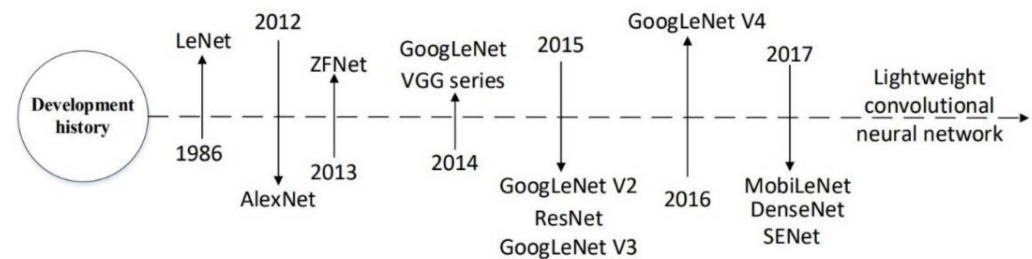 Development
history
LeNet
1986
2012
AlexNet
ZFNet
2013
GoogLeNet
VGG series
2014
2015
GoogLeNet V2
ResNet
GoogLeNet V3
GoogLeNet V4
2016
2017
MobiLeNet
DenseNet
SENet
Lightweight
convolutional
neural network